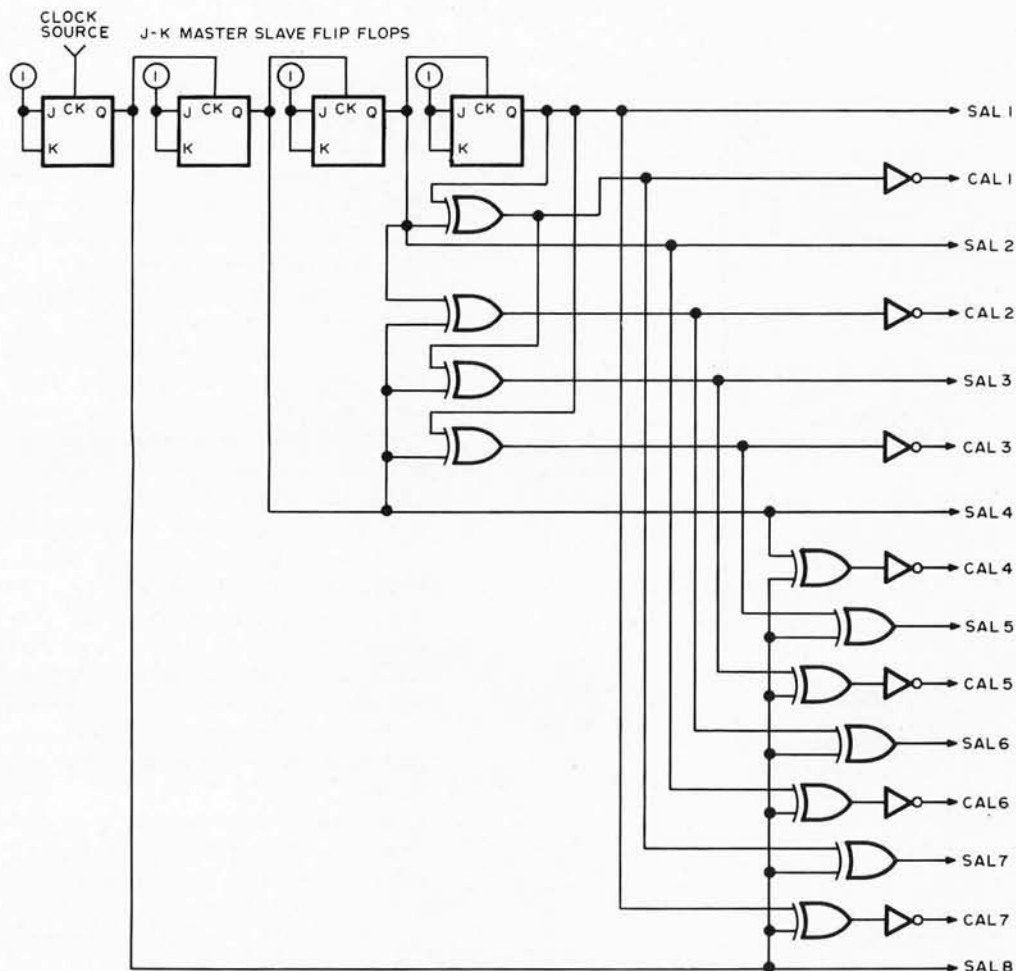 CLOCK
SOURCE
J-K MASTER SLAVE FLIP FLOPS
1 1 1 1
J CK Q J CK Q J CK Q J CK Q
K K K K
SAL 1
CAL 1
SAL 2
CAL 2
SAL 3
CAL 3
SAL 4
CAL 4
SAL 5
CAL 5
SAL 6
CAL 6
SAL 7
CAL 7
SAL 8